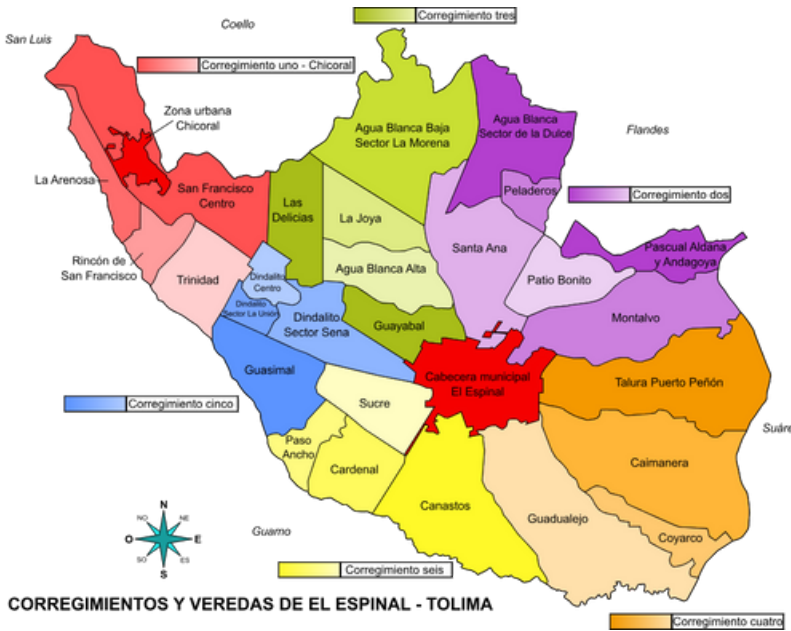 Coello
Corregimiento tres
San Luis
Corregimiento uno - Chicoral
Zona urbana
Chicoral
Agua Blanca Baja
Sector La Morena
Agua Blanca
Sector de la Dulce
Flandes
La Arenosa
San Francisco
Centro
Las
Delicias
La Joya
Peladeros
Corregimiento dos
Rincón de
San Francisco
Trinidad
Dindalito
Centro
Agua Blanca Alta
Santa Ana
Patio Bonito
Pascual Aldana
y Andagoya
Dindalito
Sector La Unión
Dindalito
Sector Sena
Guayabal
Montalvo
Guasimal
Cabecera municipal
El Espinal
Talura Puerto Peñón
Corregimiento cinco
Sucre
Suáre
Paso
Ancho
Cardenal
Caimanera
Canastos
Guadualejo
Coyarco
N
NO
NE
O
E
SO
ES
S
Guamo
Corregimiento seis
CORREGIMIENTOS Y VEREDAS DE EL ESPINAL - TOLIMA
Corregimiento cuatro